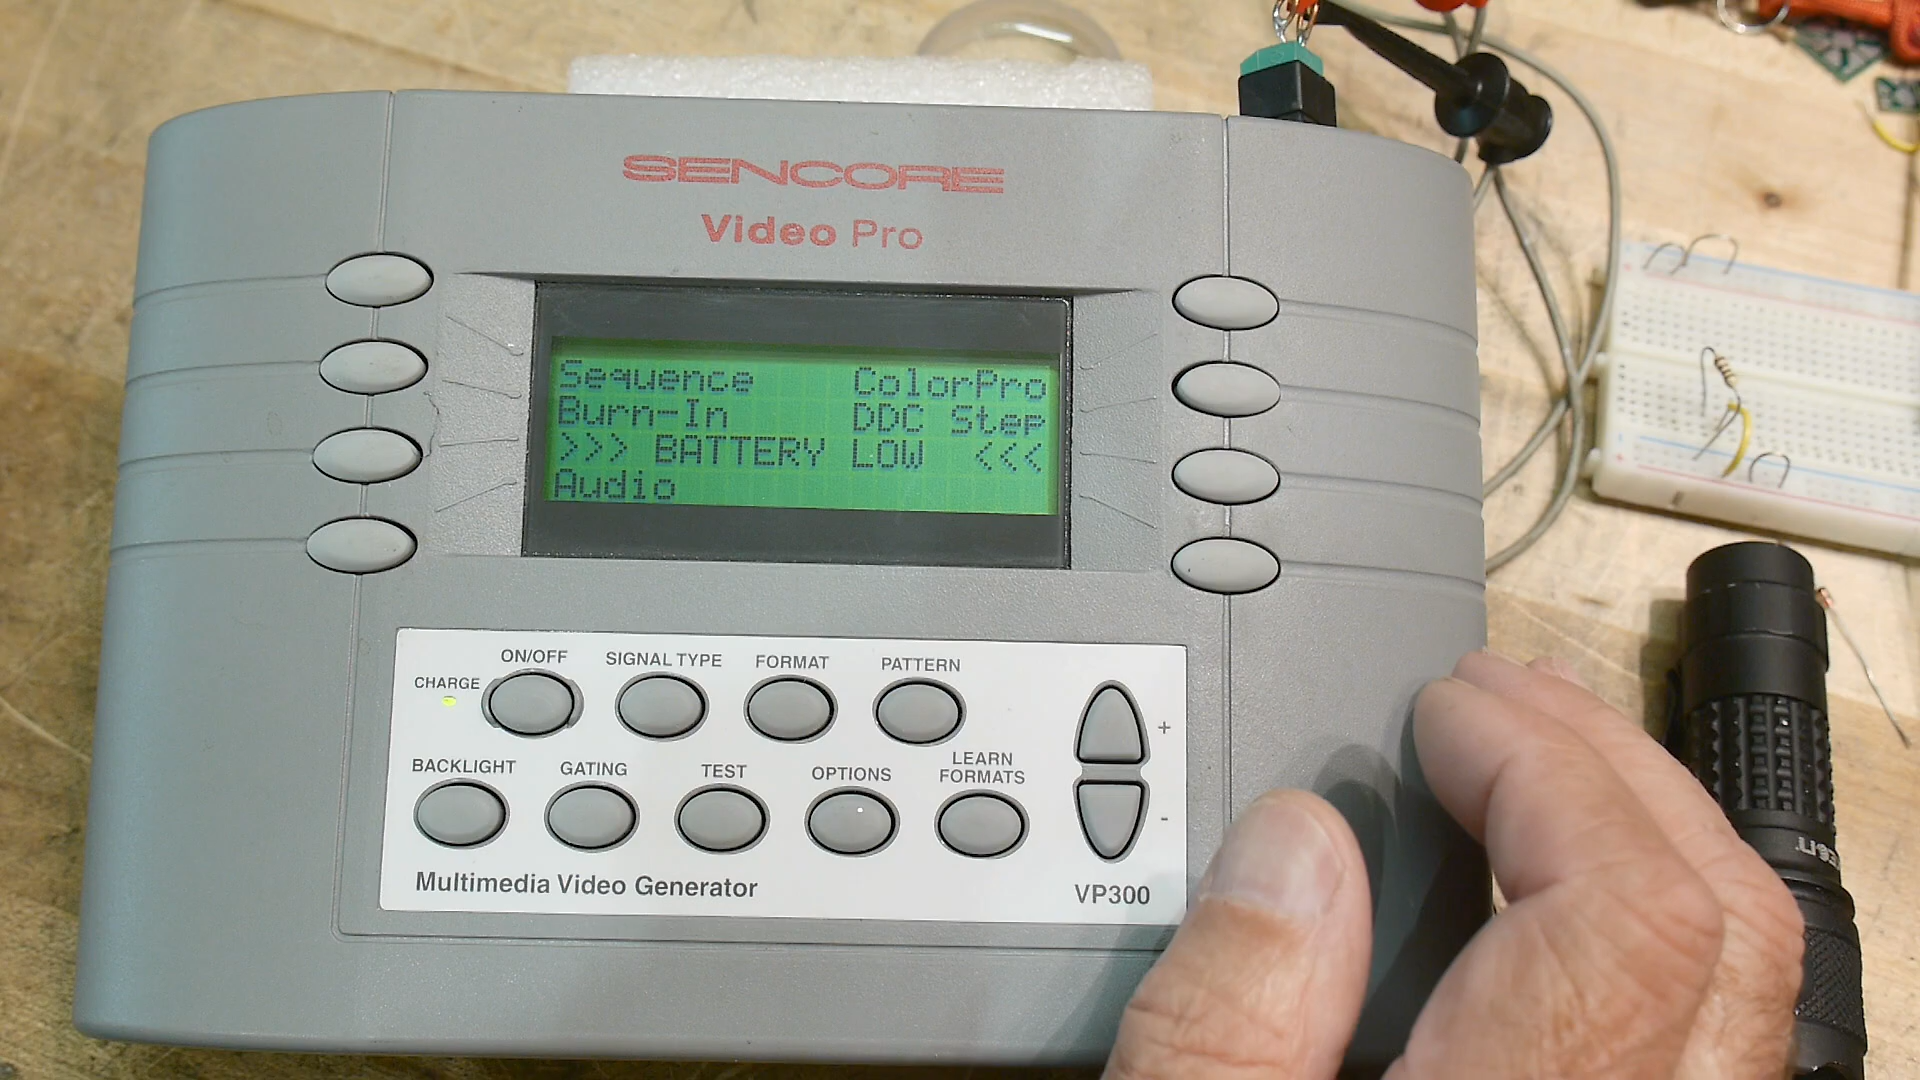 SENCORE
Video Pro
Sequence ColorPro
Burn-In DDC Step
>>> BATTERY LOW <<<
Audio
ON/OFF SIGNAL TYPE FORMAT PATTERN
CHARGE
+
BACKLIGHT GATING TEST OPTIONS LEARN FORMATS
-
Multimedia Video Generator VP300